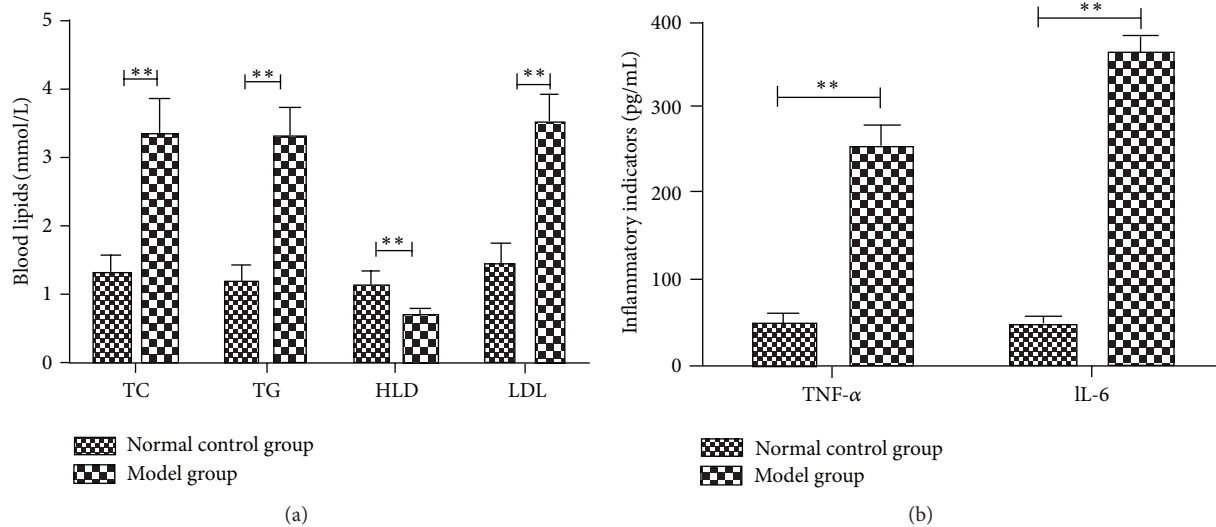 Blood lipids (mmol/L)
5
4
3
2
1
0
**
**
**
**
TC
TG
HLD
LDL
Normal control group
Model group
(a)
Inflammatory indicators (pg/mL)
400
300
200
100
0
**
**
TNF-α
IL-6
Normal control group
Model group
(b)